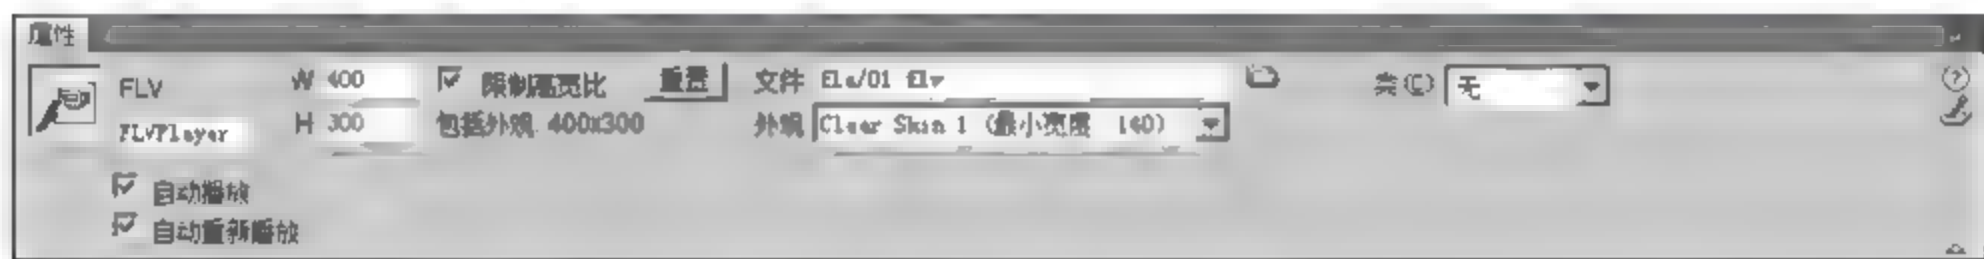 属性
FLV W 400 限制高宽比 重置 文件 fla/01.flv 类(C) 无
FLVPlayer H 300 包括外观: 400x300 外观 Clear Skin 1 (最小宽度: 140)
自动播放
自动重新播放